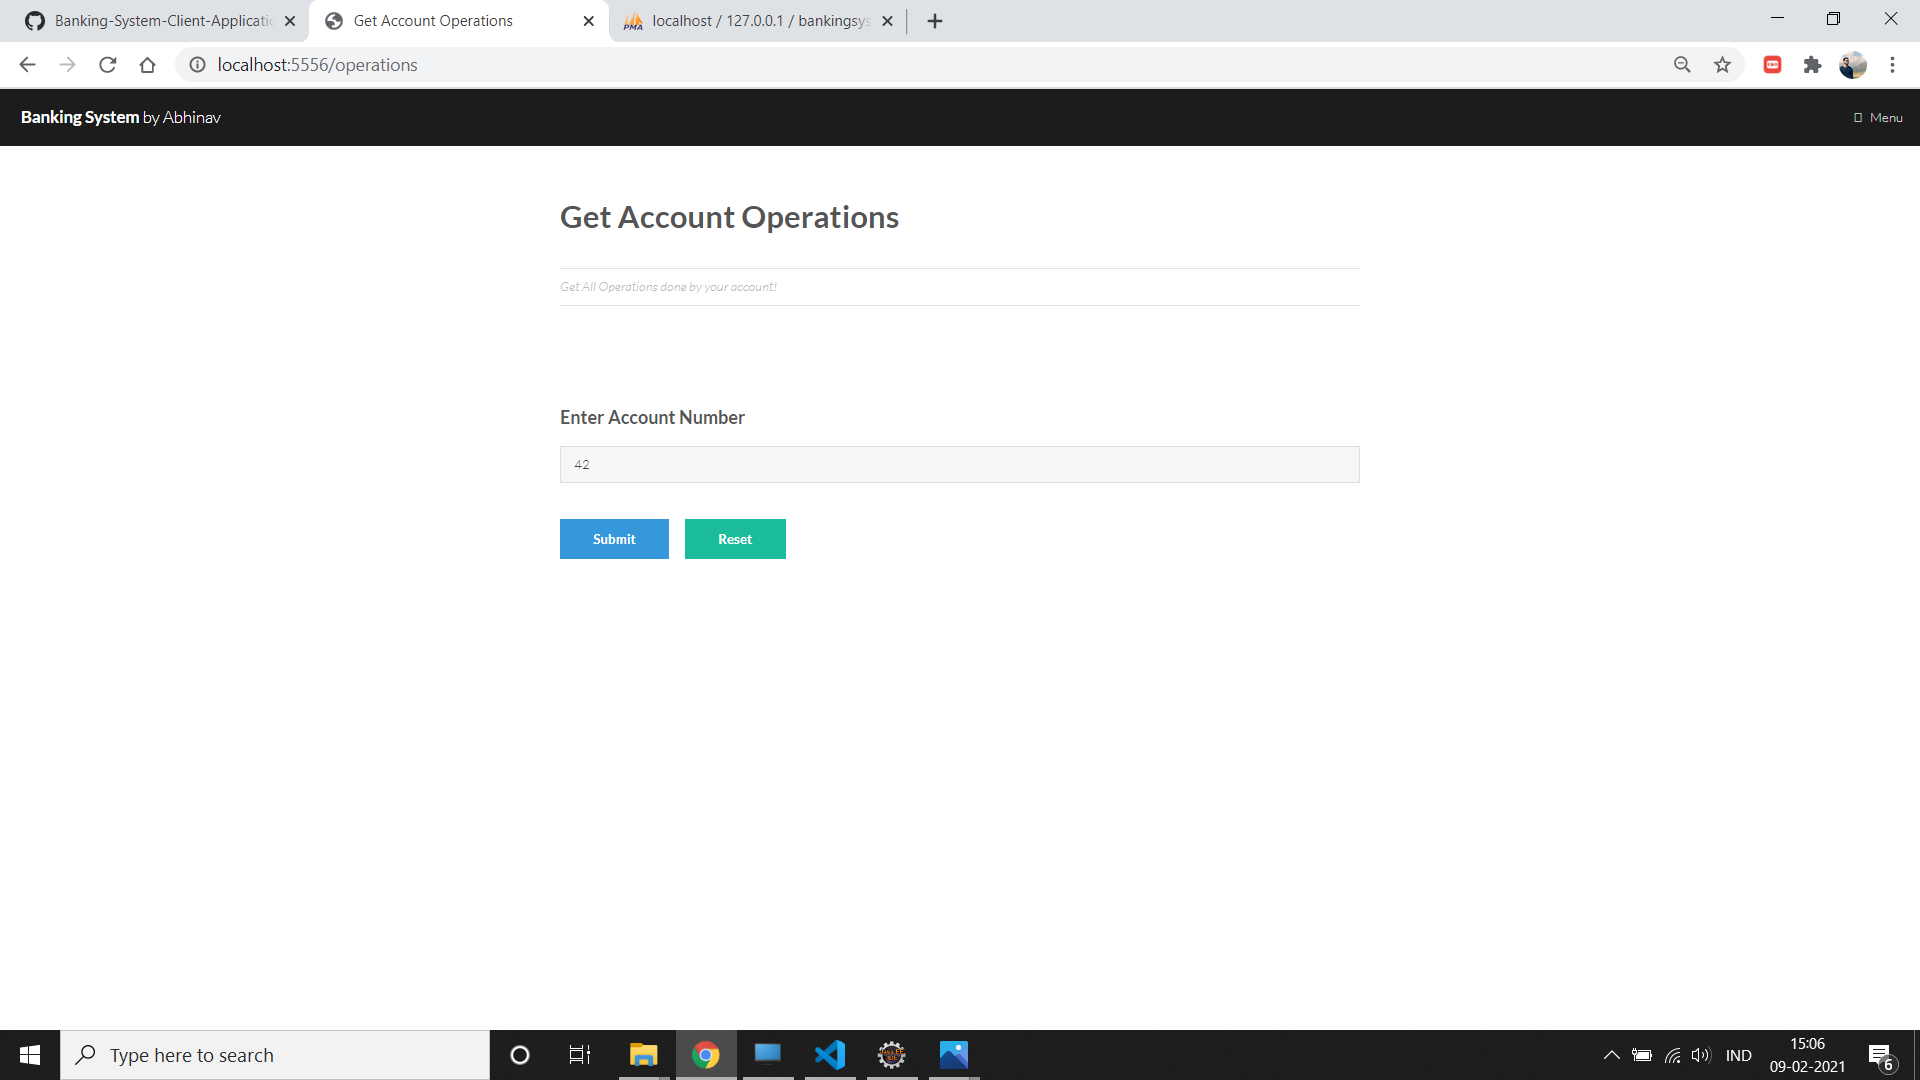 Banking-System-Client-Applicatio
Get Account Operations
PMA
localhost / 127.0.0.1 / bankingsys
localhost:5556/operations
Banking System by Abhinav
Menu
Get Account Operations
Get All Operations done by your account!
Enter Account Number
42
Submit
Reset
Type here to search
IND
15:06
09-02-2021
6